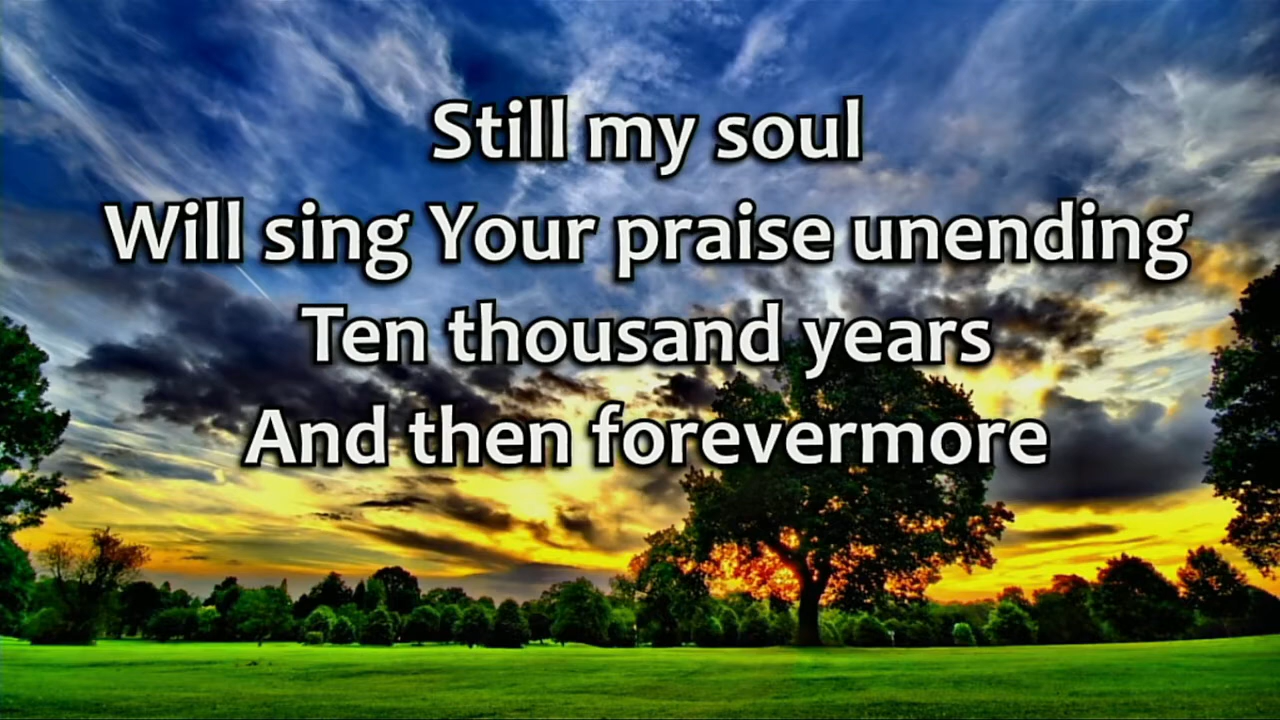 Still my soul
Will sing Your praise unending
Ten thousand years
And then forevermore